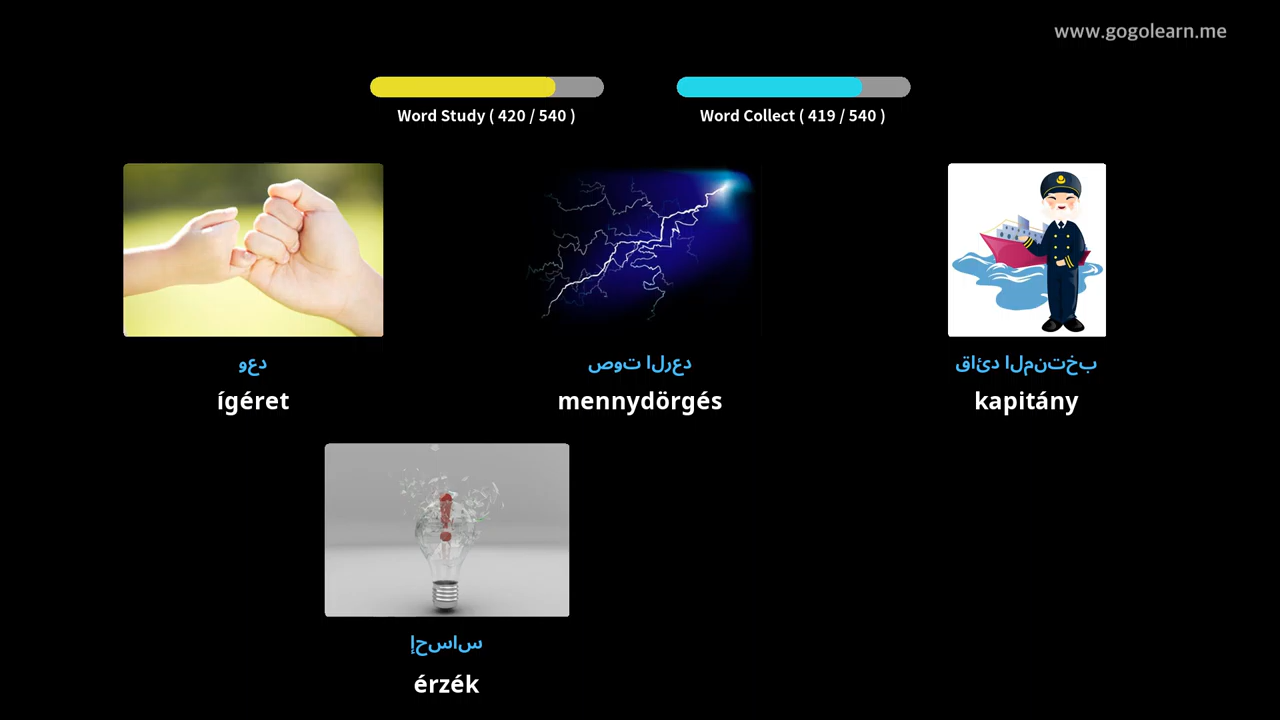 www.gogolearn.me
Word Study ( 420 / 540 )
Word Collect ( 419 / 540 )
وعد
صوت الرعد
قائد المنتخب
ígéret
mennydörgés
kapitány
إحساس
érzék